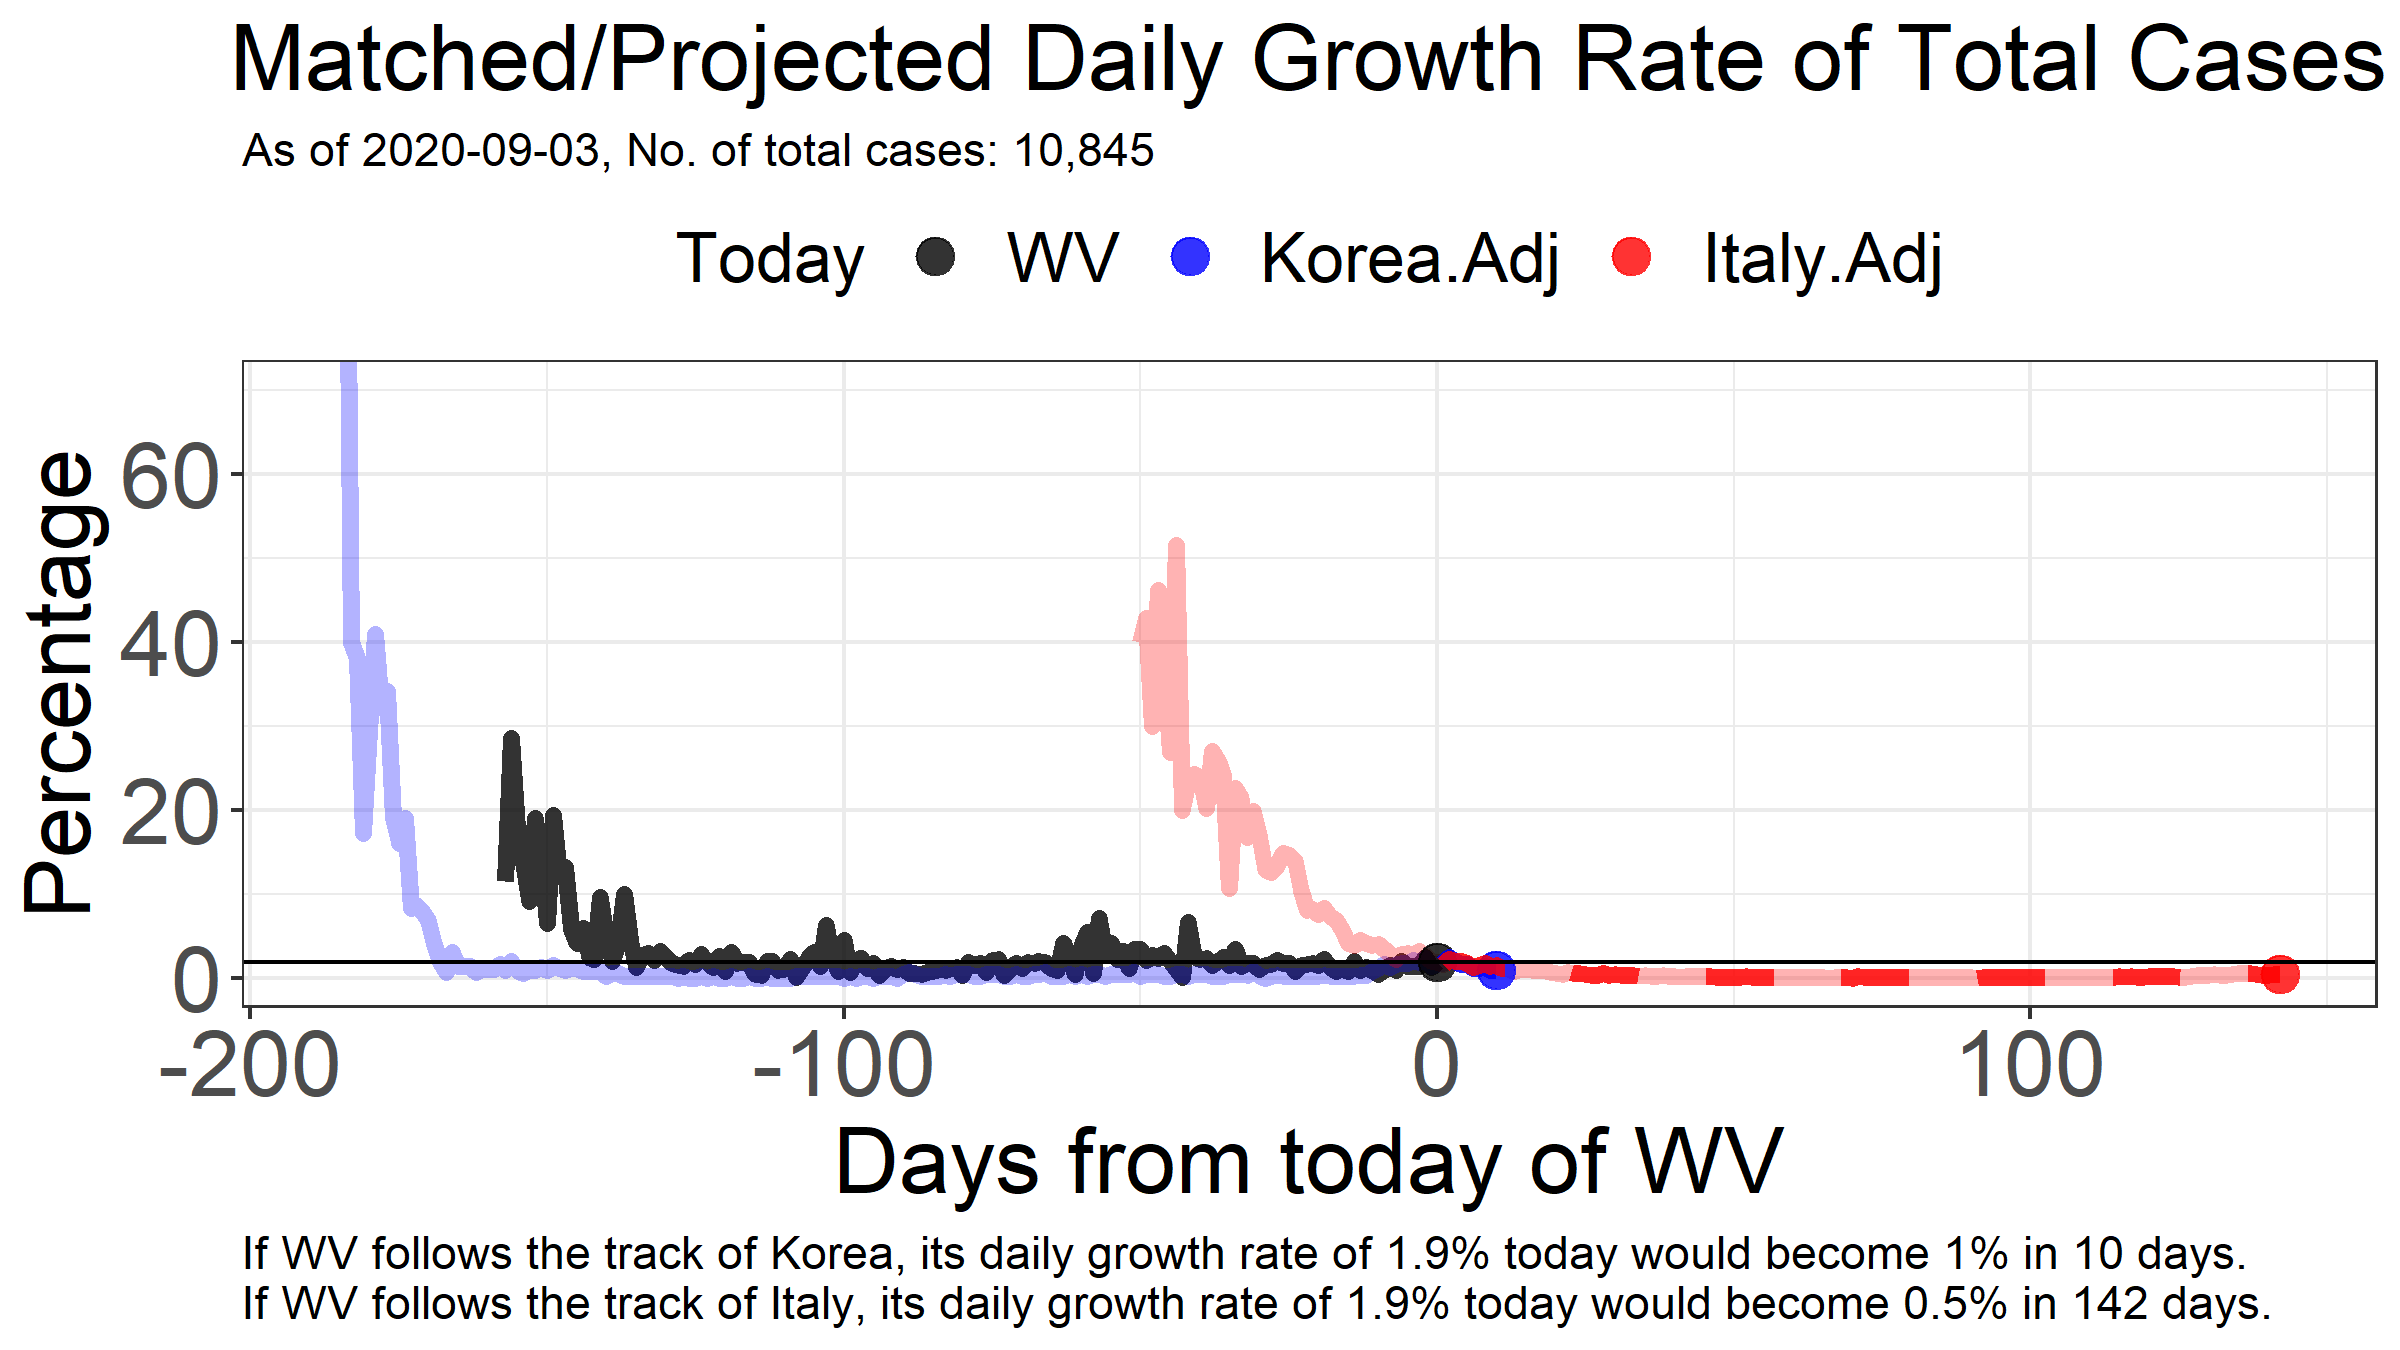 Matched/Projected Daily Growth Rate of Total Cases
As of 2020-09-03, No. of total cases: 10,845
Today WV Korea.Adj Italy.Adj
Percentage
60
40
20
0
-200 -100 0 100
Days from today of WV
If WV follows the track of Korea, its daily growth rate of 1.9% today would become 1% in 10 days.
If WV follows the track of Italy, its daily growth rate of 1.9% today would become 0.5% in 142 days.